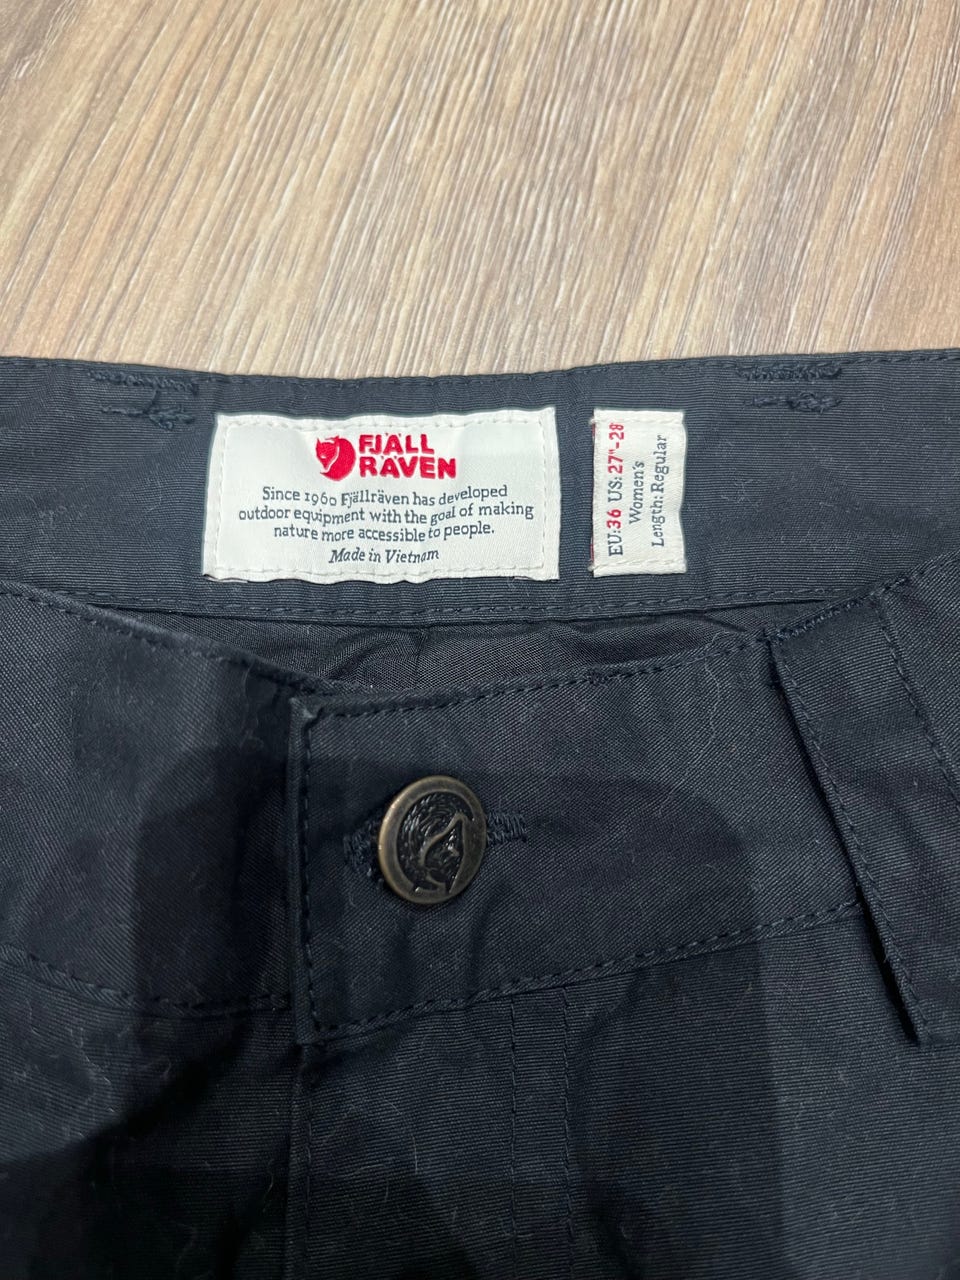 FJÄLL
RÄVEN
Since 1960 Fjällräven has developed
outdoor equipment with the goal of making
nature more accessible to people.
Made in Vietnam
EU:36 US:27"-28
Women's
Length: Regular